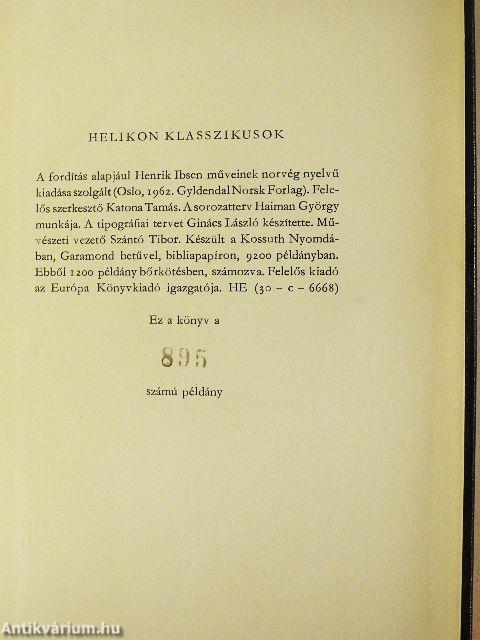 HELIKON KLASSZIKUSOK
A fordítás alapjául Henrik Ibsen műveinek norvég nyelvű
kiadása szolgált (Oslo, 1962. Gyldendal Norsk Forlag). Fele-
lős szerkesztő Katona Tamás. A sorozatterv Haiman György
munkája. A tipográfiai tervet Ginács László készítette. Mű-
vészeti vezető Szántó Tibor. Készült a Kossuth Nyomdá-
ban, Garamond betűvel, bibliapapíron, 9200 példányban.
Ebből 1200 példány bőrkötésben, számozva. Felelős kiadó
az Európa Könyvkiadó igazgatója. HE (30 – c – 6668)
Ez a könyv a
895
számú példány
Antikvárium.hu